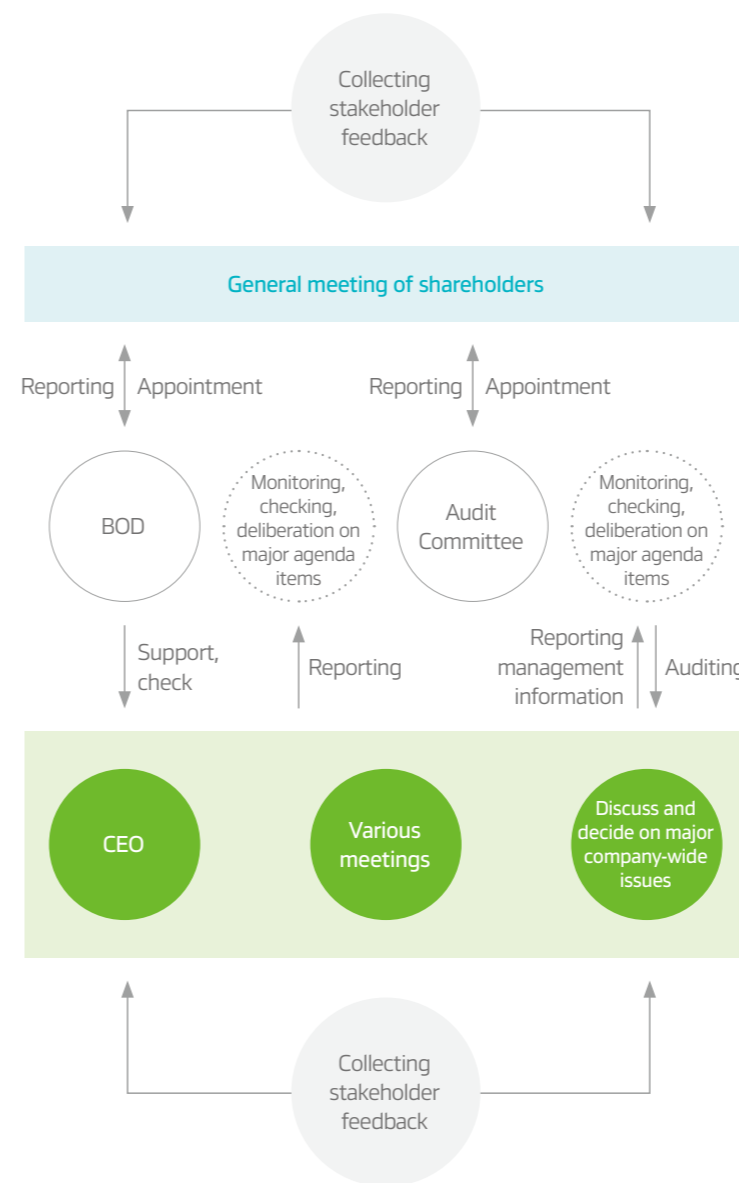 Collecting
stakeholder
feedback
General meeting of shareholders
Reporting
Appointment
Reporting
Appointment
BOD
Monitoring,
checking,
deliberation on
major agenda
items
Audit
Committee
Monitoring,
checking,
deliberation on
major agenda
items
Support,
check
Reporting
Reporting
management
information
Auditing
CEO
Various
meetings
Discuss and
decide on major
company-wide
issues
Collecting
stakeholder
feedback